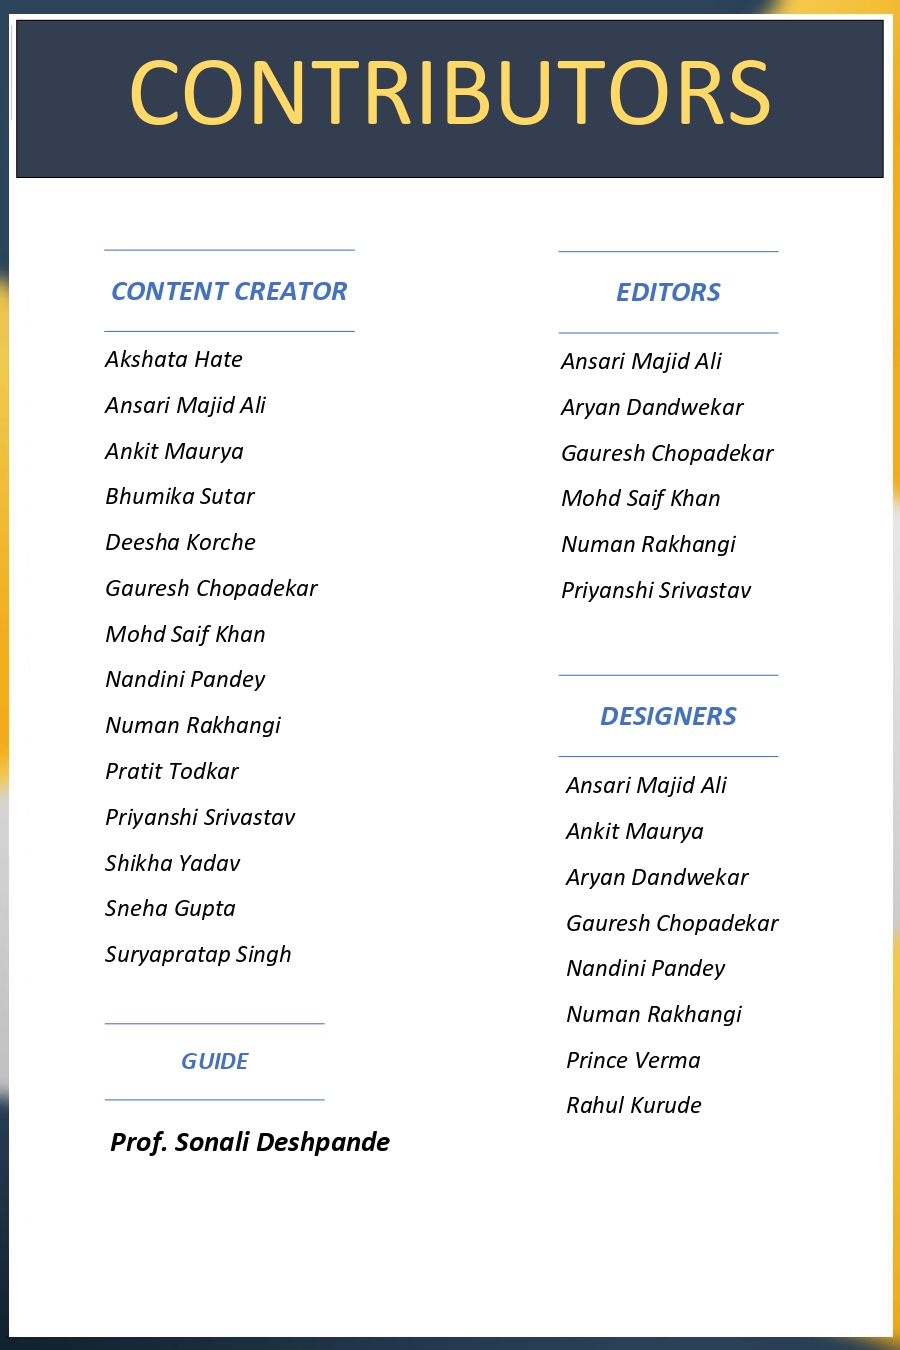 CONTRIBUTORS
CONTENT CREATOR
Akshata Hate
Ansari Majid Ali
Ankit Maurya
Bhumika Sutar
Deesha Korche
Gauresh Chopadekar
Mohd Saif Khan
Nandini Pandey
Numan Rakhangi
Pratit Todkar
Priyanshi Srivastav
Shikha Yadav
Sneha Gupta
Suryapratap Singh
GUIDE
Prof. Sonali Deshpande
EDITORS
Ansari Majid Ali
Aryan Dandwekar
Gauresh Chopadekar
Mohd Saif Khan
Numan Rakhangi
Priyanshi Srivastav
DESIGNERS
Ansari Majid Ali
Ankit Maurya
Aryan Dandwekar
Gauresh Chopadekar
Nandini Pandey
Numan Rakhangi
Prince Verma
Rahul Kurude